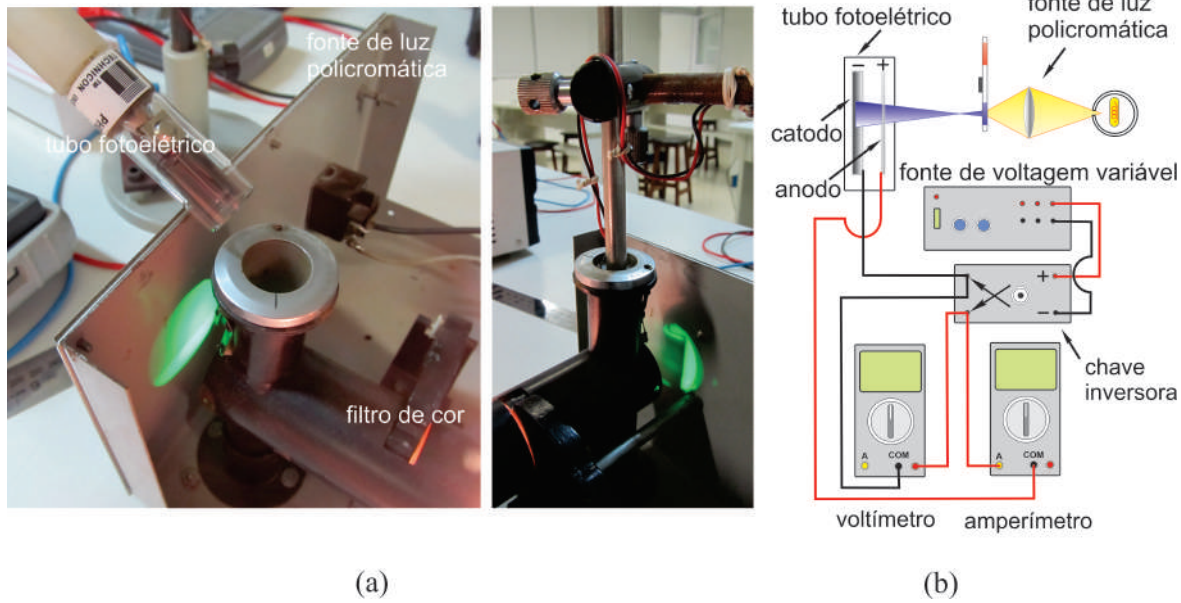 fonte de luz
policromática
TECHNICON
tubo fotoelétrico
filtro de cor
(a)
tubo fotoelétrico
fonte de luz
policromática
− +
catodo
anodo
fonte de voltagem variável
+
−
chave
inversora
A COM
A COM
voltímetro
amperímetro
(b)